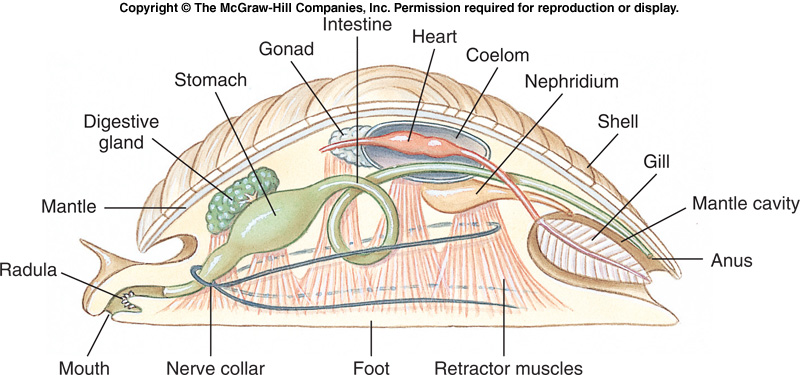 Copyright © The McGraw-Hill Companies, Inc. Permission required for reproduction or display.
Intestine
Gonad
Heart
Coelom
Stomach
Nephridium
Digestive
gland
Shell
Gill
Mantle
Mantle cavity
Radula
Anus
Mouth
Nerve collar
Foot
Retractor muscles